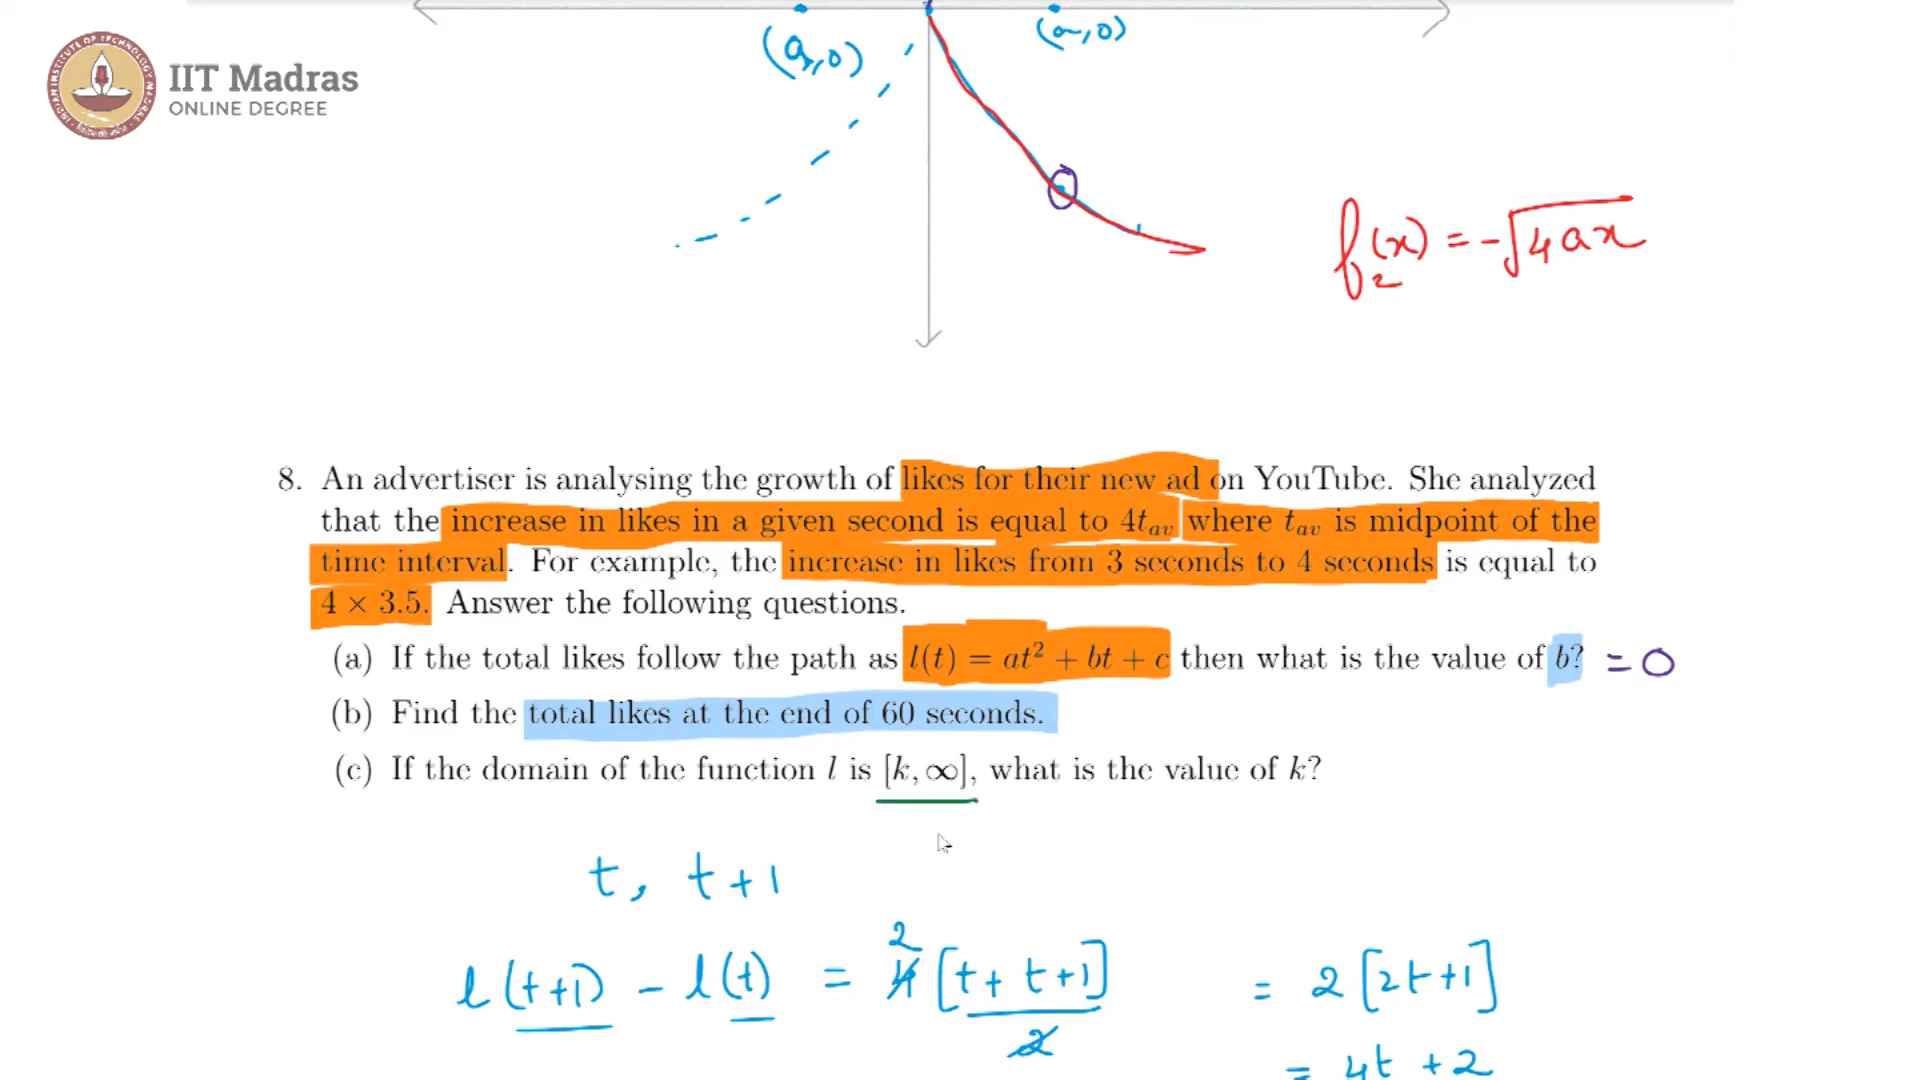 (a,0)
(a,0)
IIT Madras
ONLINE DEGREE
f₂(x) = -√4ax
8. An advertiser is analysing the growth of likes for their new ad on YouTube. She analyzed
that the increase in likes in a given second is equal to 4t_av where t_av is midpoint of the
time interval. For example, the increase in likes from 3 seconds to 4 seconds is equal to
4 × 3.5. Answer the following questions.
(a) If the total likes follow the path as l(t) = at² + bt + c then what is the value of b? = 0
(b) Find the total likes at the end of 60 seconds.
(c) If the domain of the function l is [k, ∞], what is the value of k?
t, t+1
l(t+1) - l(t) = 4 2 [t + t+1] / 2 = 2[2t+1]
= 4t + 2